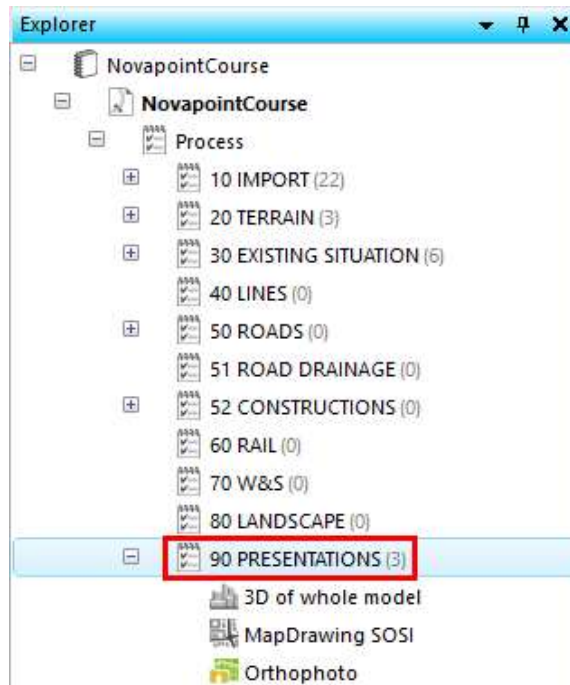 Explorer
NovapointCourse
NovapointCourse
Process
10 IMPORT (22)
20 TERRAIN (3)
30 EXISTING SITUATION (6)
40 LINES (0)
50 ROADS (0)
51 ROAD DRAINAGE (0)
52 CONSTRUCTIONS (0)
60 RAIL (0)
70 W&S (0)
80 LANDSCAPE (0)
90 PRESENTATIONS (3)
3D of whole model
MapDrawing SOSI
Orthophoto